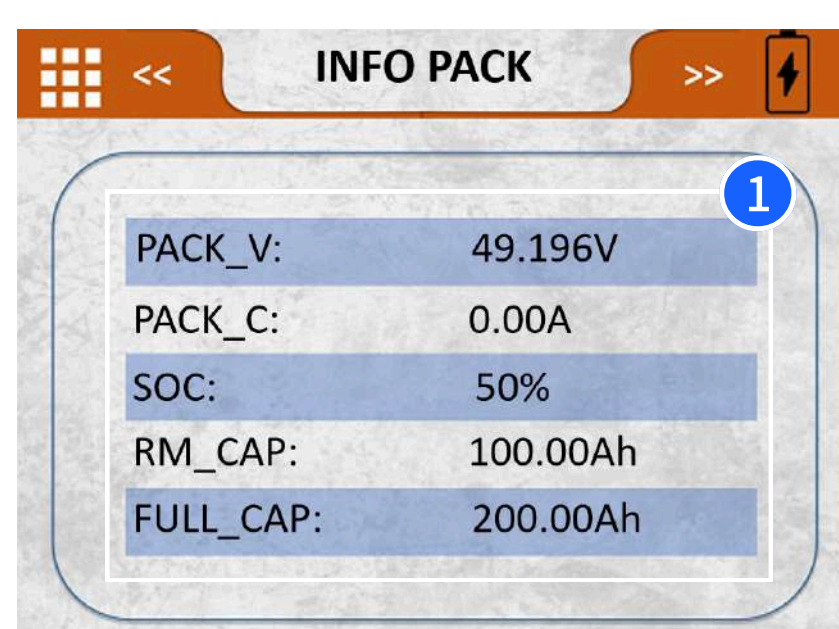 << INFO PACK >>
1
PACK_V: 49.196V
PACK_C: 0.00A
SOC: 50%
RM_CAP: 100.00Ah
FULL_CAP: 200.00Ah